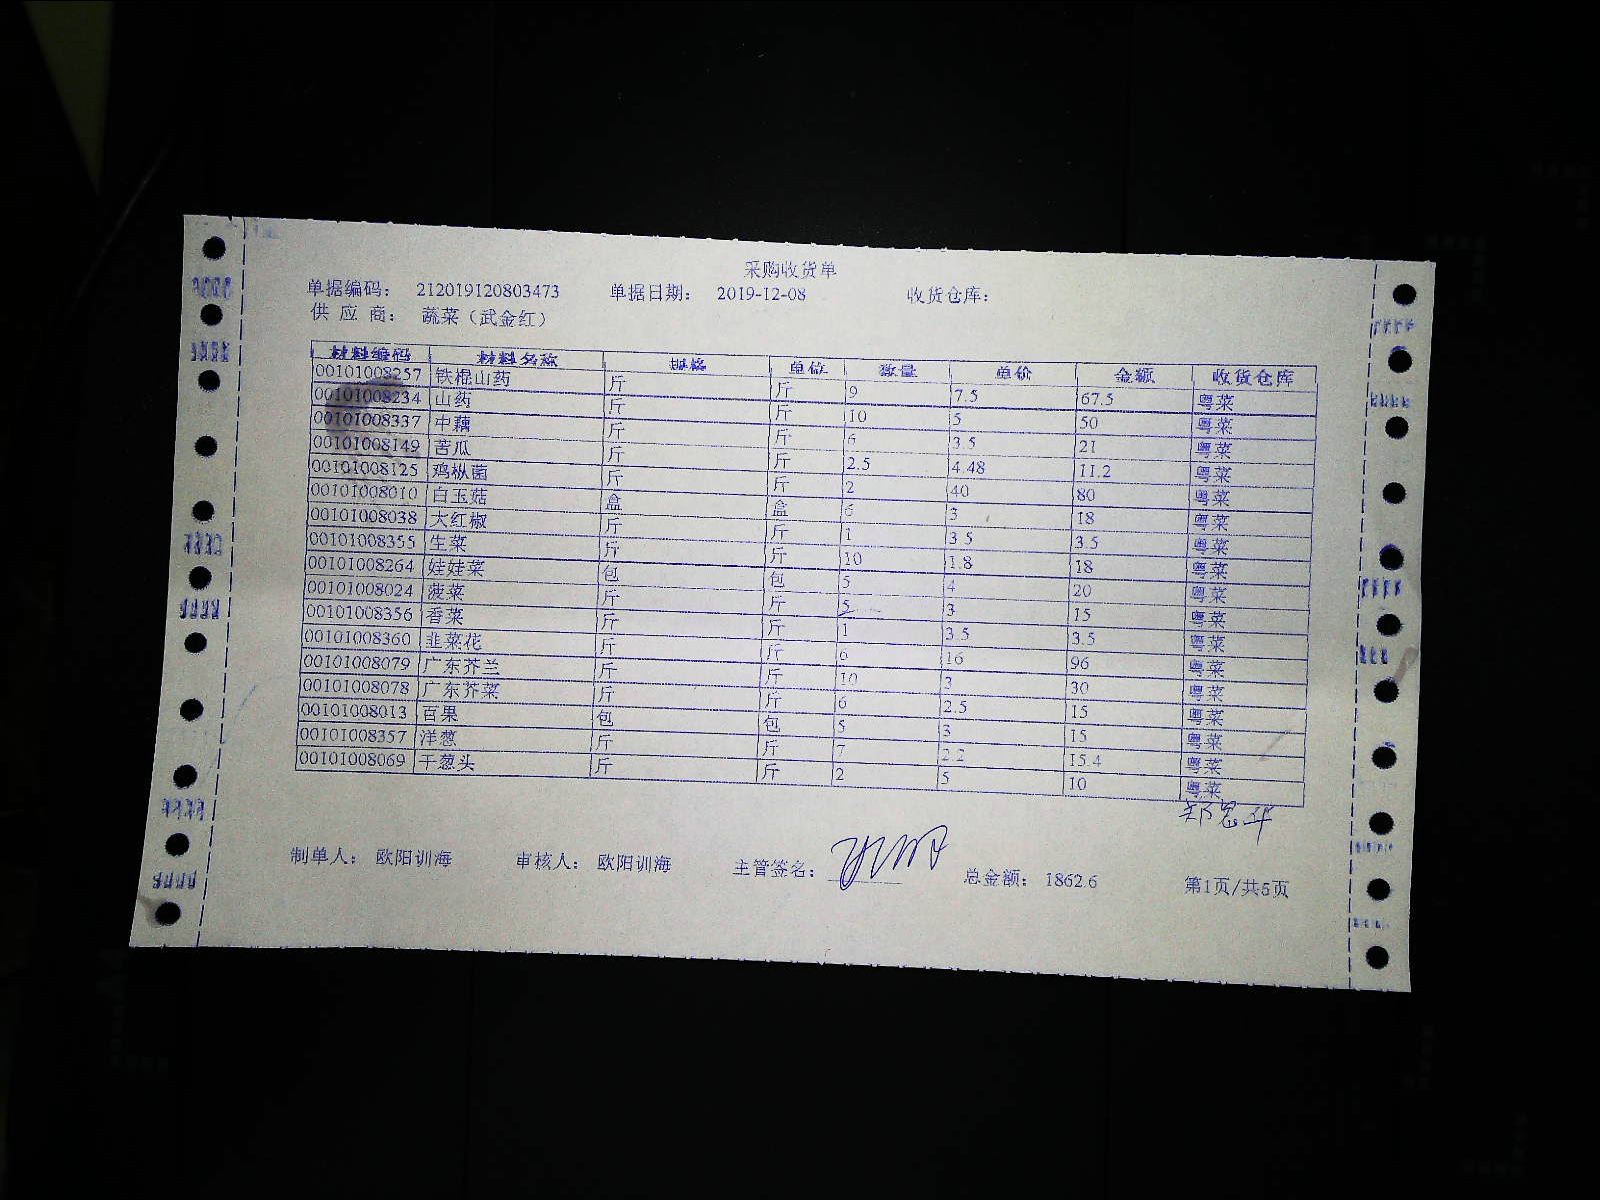 采购收货单
单据编码： 212019120803473 单据日期： 2019-12-08 收货仓库：
供 应 商： 蔬菜（武金红）
材料编码 材料名称 规格 单位 数量 单价 金额 收货仓库
00101008257 铁棍山药 斤 斤 9 7.5 67.5 粤菜
00101008234 山药 斤 斤 10 5 50 粤菜
00101008337 中藕 斤 斤 6 3.5 21 粤菜
00101008149 苦瓜 斤 斤 2.5 4.48 11.2 粤菜
00101008125 鸡枞菌 斤 斤 2 40 80 粤菜
00101008010 白玉菇 盒 盒 6 3 18 粤菜
00101008038 大红椒 斤 斤 1 3.5 3.5 粤菜
00101008355 生菜 斤 斤 10 1.8 18 粤菜
00101008264 娃娃菜 包 包 5 4 20 粤菜
00101008024 菠菜 斤 斤 5 3 15 粤菜
00101008356 香菜 斤 斤 1 3.5 3.5 粤菜
00101008360 韭菜花 斤 斤 6 16 96 粤菜
00101008079 广东芥兰 斤 斤 10 3 30 粤菜
00101008078 广东芥菜 斤 斤 6 2.5 15 粤菜
00101008013 百果 包 包 5 3 15 粤菜
00101008357 洋葱 斤 斤 7 2.2 15.4 粤菜
00101008069 干葱头 斤 斤 2 5 10 粤菜
制单人： 欧阳训海 审核人： 欧阳训海 主管签名： 总金额： 1862.6 第1页/共5页